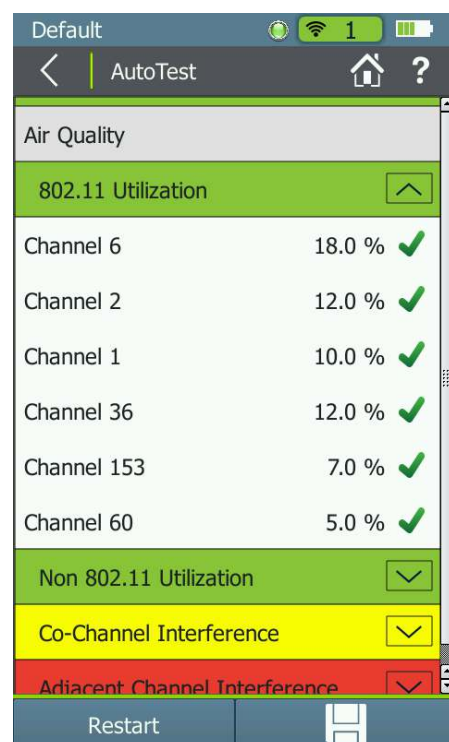 Default
1
AutoTest
?
Air Quality
802.11 Utilization
Channel 6 18.0 %
Channel 2 12.0 %
Channel 1 10.0 %
Channel 36 12.0 %
Channel 153 7.0 %
Channel 60 5.0 %
Non 802.11 Utilization
Co-Channel Interference
Adjacent Channel Interference
Restart